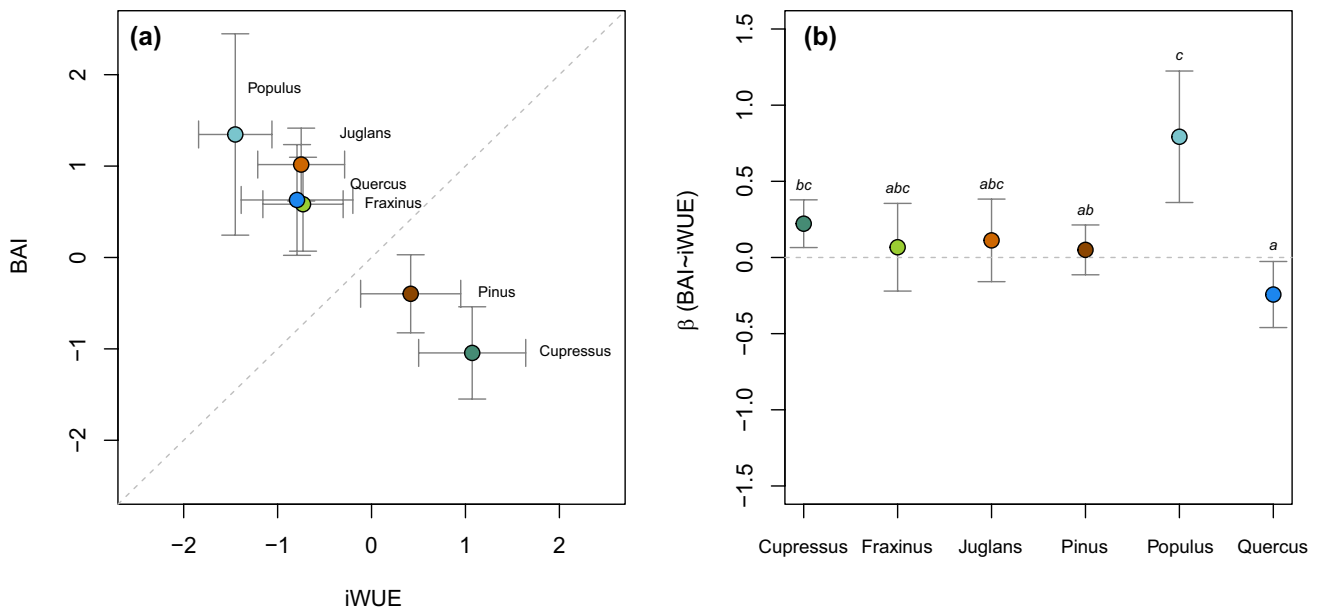 (a)
Populus
Juglans
Quercus
Fraxinus
Pinus
Cupressus
BAI
2
1
0
−1
−2
−2
−1
0
1
2
iWUE
(b)
β (BAI~iWUE)
1.5
1.0
0.5
0.0
−0.5
−1.0
−1.5
bc
abc
abc
ab
c
a
Cupressus
Fraxinus
Juglans
Pinus
Populus
Quercus